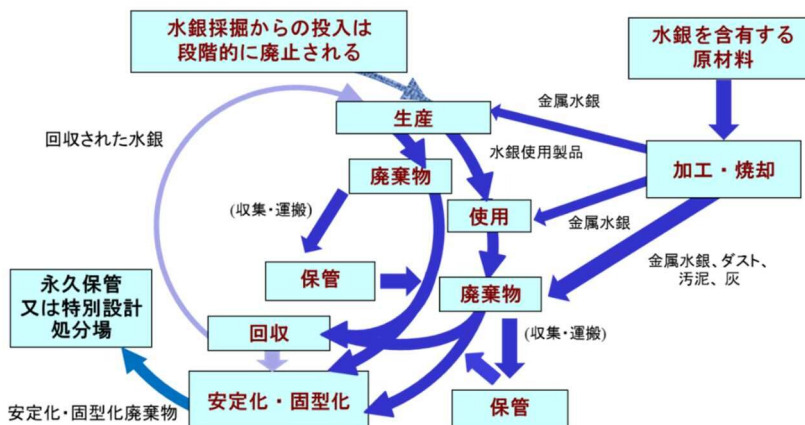 水銀採掘からの投入は
段階的に廃止される
水銀を含有する
原材料
金属水銀
生産
回収された水銀
水銀使用製品
廃棄物
加工・焼却
(収集・運搬)
使用
金属水銀
金属水銀、ダスト、
汚泥、灰
保管
廃棄物
永久保管
又は特別設計
処分場
回収
(収集・運搬)
安定化・固型化
保管
安定化・固型化廃棄物